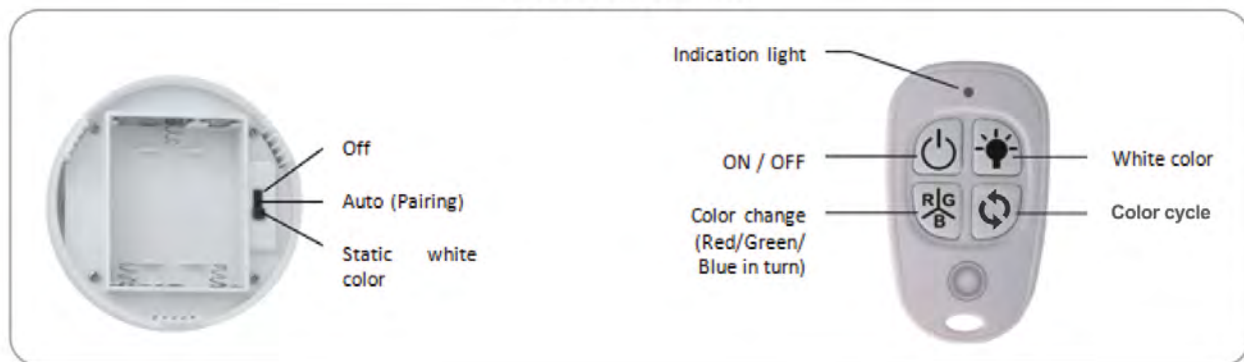 Off
Auto (Pairing)
Static white
color
Indication light
ON / OFF
Color change
(Red/Green/
Blue in turn)
R G
B
White color
Color cycle